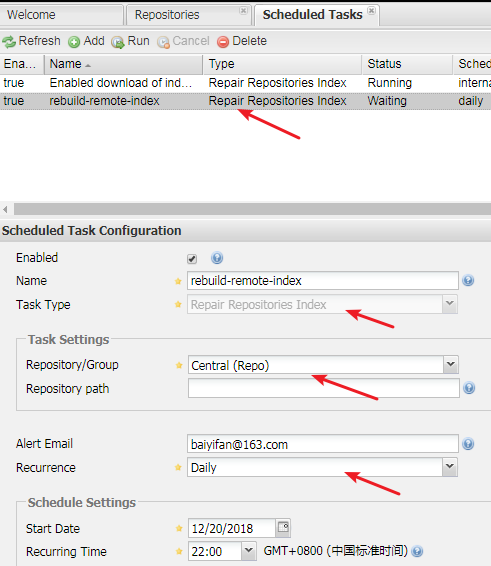 Welcome Repositories Scheduled Tasks
Refresh Add Run Cancel Delete
Ena... Name Type Status Sched
true Enabled download of ind... Repair Repositories Index Running interna
true rebuild-remote-index Repair Repositories Index Waiting daily
Scheduled Task Configuration
Enabled
Name rebuild-remote-index
Task Type Repair Repositories Index
Task Settings
Repository/Group Central (Repo)
Repository path
Alert Email baiyifan@163.com
Recurrence Daily
Schedule Settings
Start Date 12/20/2018
Recurring Time 22:00 GMT+0800 (中国标准时间)